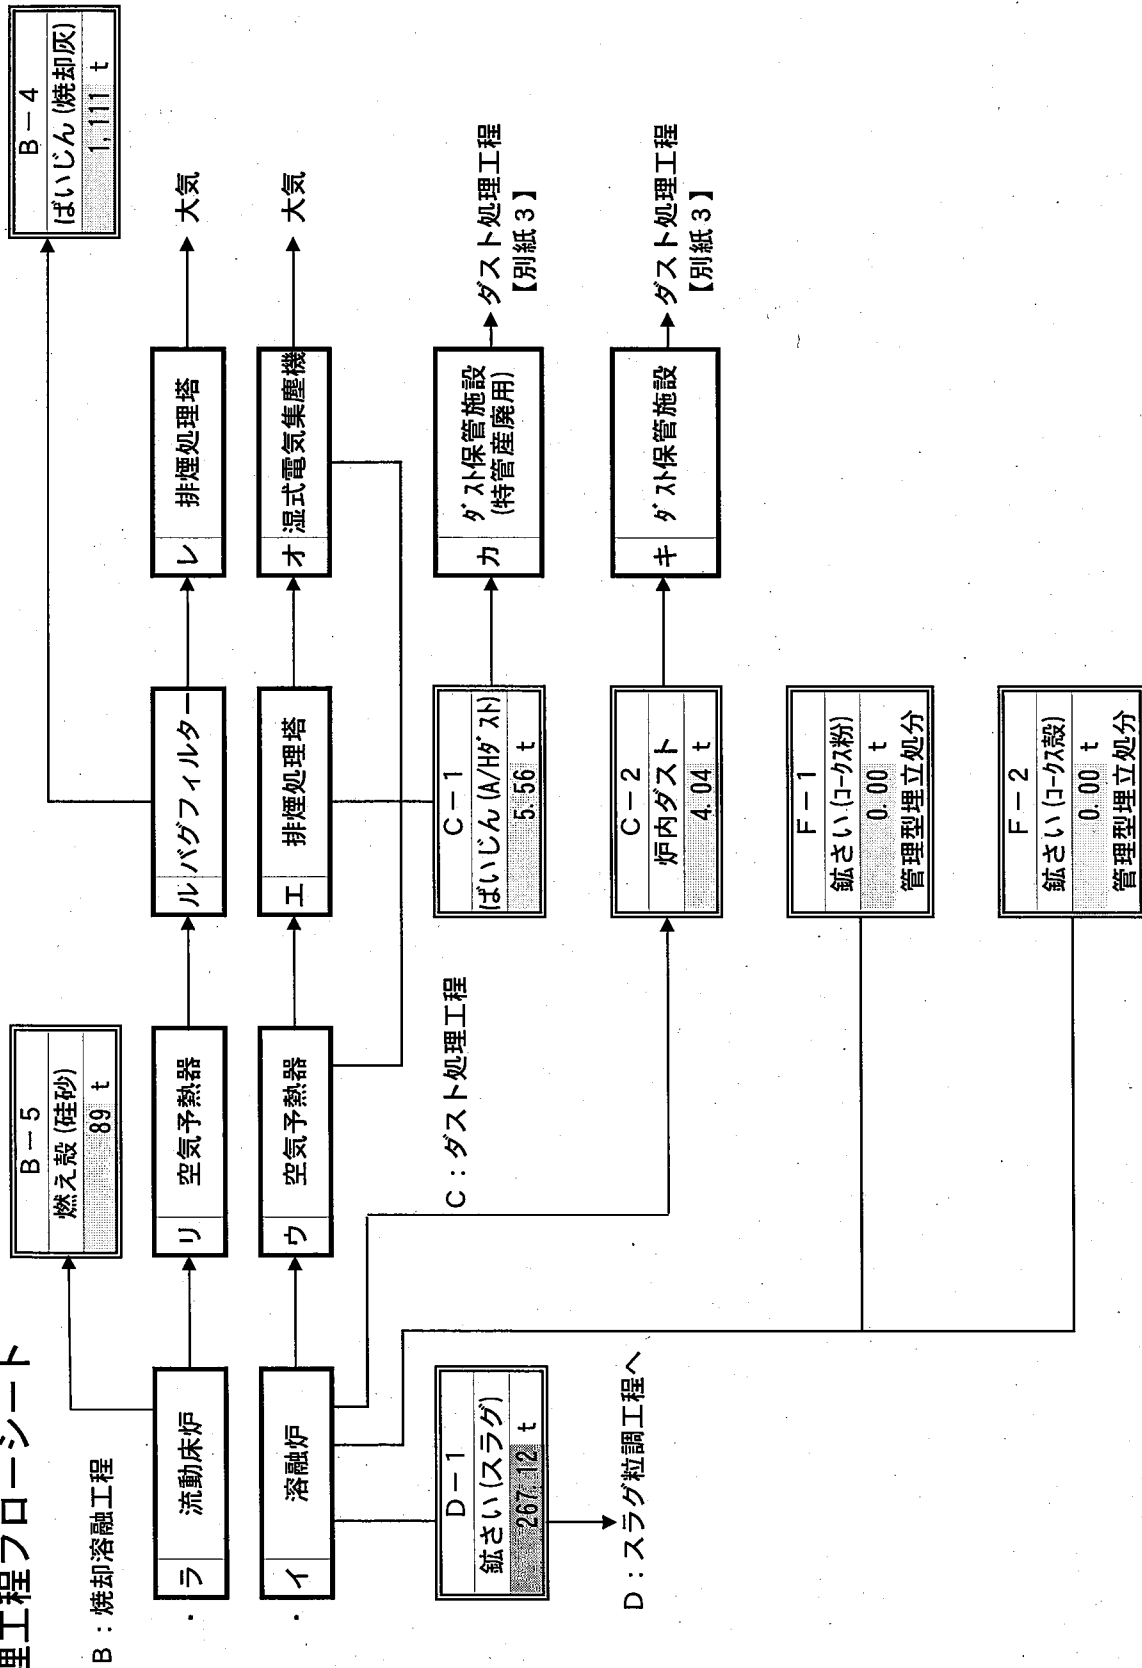 理工程フローシート
B：焼却溶融工程
B－5
燃え殻(硅砂)
89 t
B－4
ばいじん(焼却灰)
1,111 t
ラ 流動床炉
リ 空気予熱器
ル バグフィルター
レ 排煙処理塔
大気
イ 溶融炉
ウ 空気予熱器
エ 排煙処理塔
オ 湿式電気集塵機
大気
D－1
鉱さい(スラグ)
267.12 t
D：スラグ粒調工程へ
C：ダスト処理工程
C－1
ばいじん(A/Hダスト)
5.56 t
カ ダスト保管施設
(特管産廃用)
ダスト処理工程
【別紙3】
C－2
炉内ダスト
4.04 t
キ ダスト保管施設
ダスト処理工程
【別紙3】
F－1
鉱さい(コークス粉)
0.00 t
管理型埋立処分
F－2
鉱さい(コークス殻)
0.00 t
管理型埋立処分